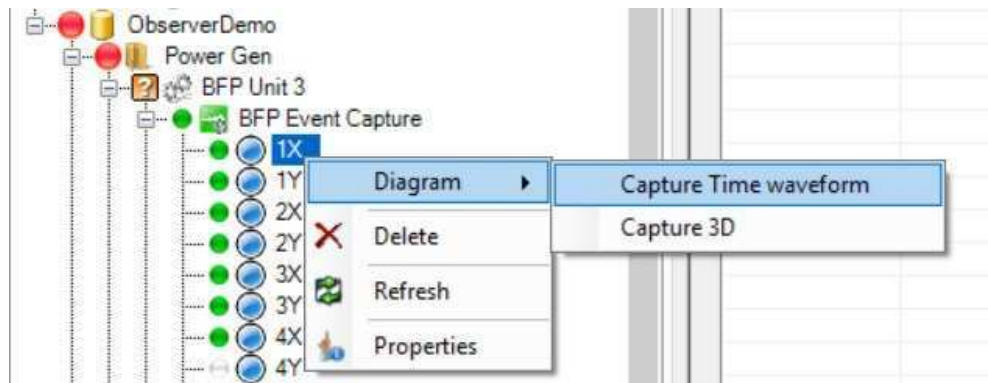 ObserverDemo
Power Gen
BFP Unit 3
BFP Event Capture
1X
1Y
2X
2Y
3X
3Y
4X
4Y
Diagram
Delete
Refresh
Properties
Capture Time waveform
Capture 3D